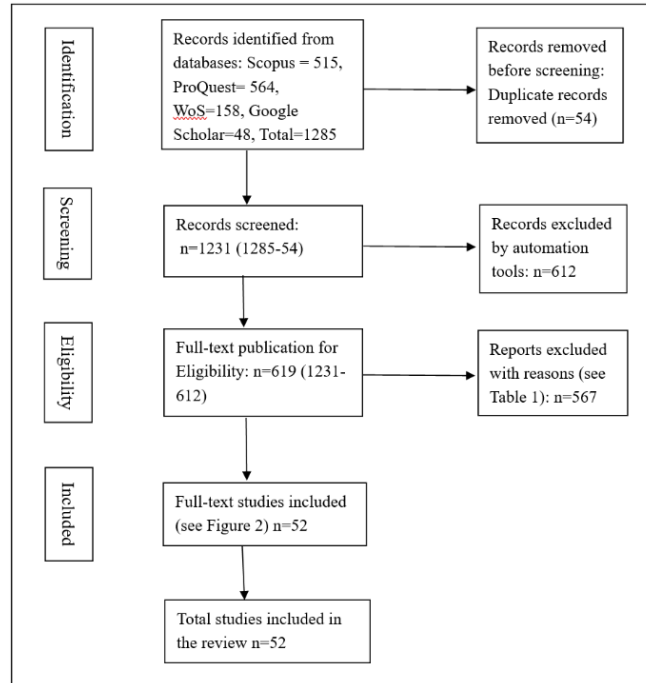 Identification
Records identified from
databases: Scopus = 515,
ProQuest= 564,
WoS=158, Google
Scholar=48, Total=1285
Records removed
before screening:
Duplicate records
removed (n=54)
Screening
Records screened:
n=1231 (1285-54)
Records excluded
by automation
tools: n=612
Eligibility
Full-text publication for
Eligibility: n=619 (1231-
612)
Reports excluded
with reasons (see
Table 1): n=567
Included
Full-text studies included
(see Figure 2) n=52
Total studies included in
the review n=52